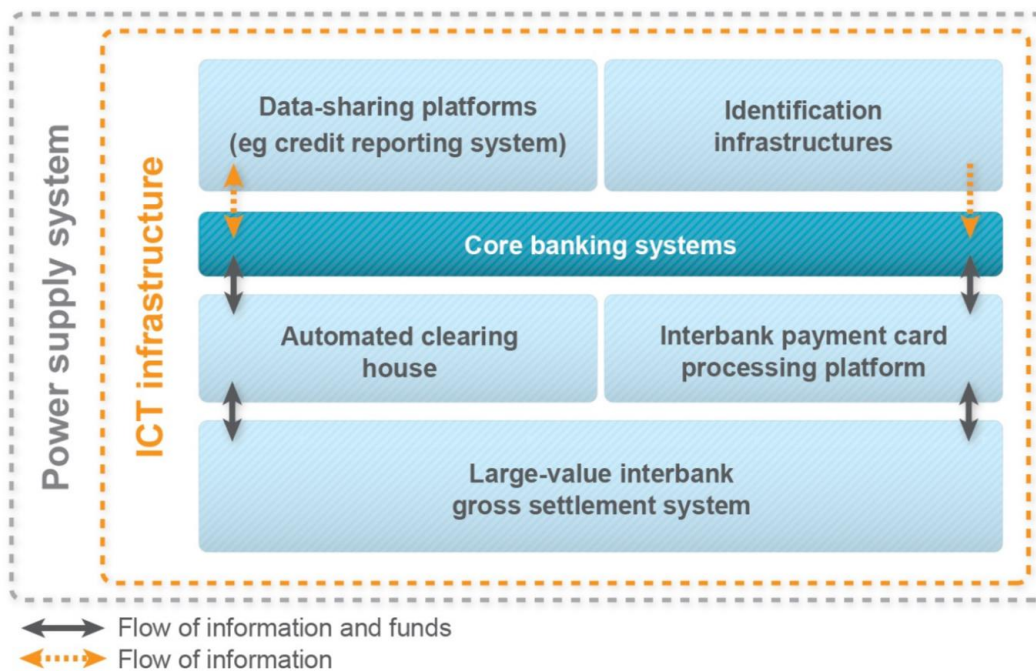 Power supply system
ICT infrastructure
Data-sharing platforms
(eg credit reporting system)
Identification
infrastructures
Core banking systems
Automated clearing
house
Interbank payment card
processing platform
Large-value interbank
gross settlement system
Flow of information and funds
Flow of information